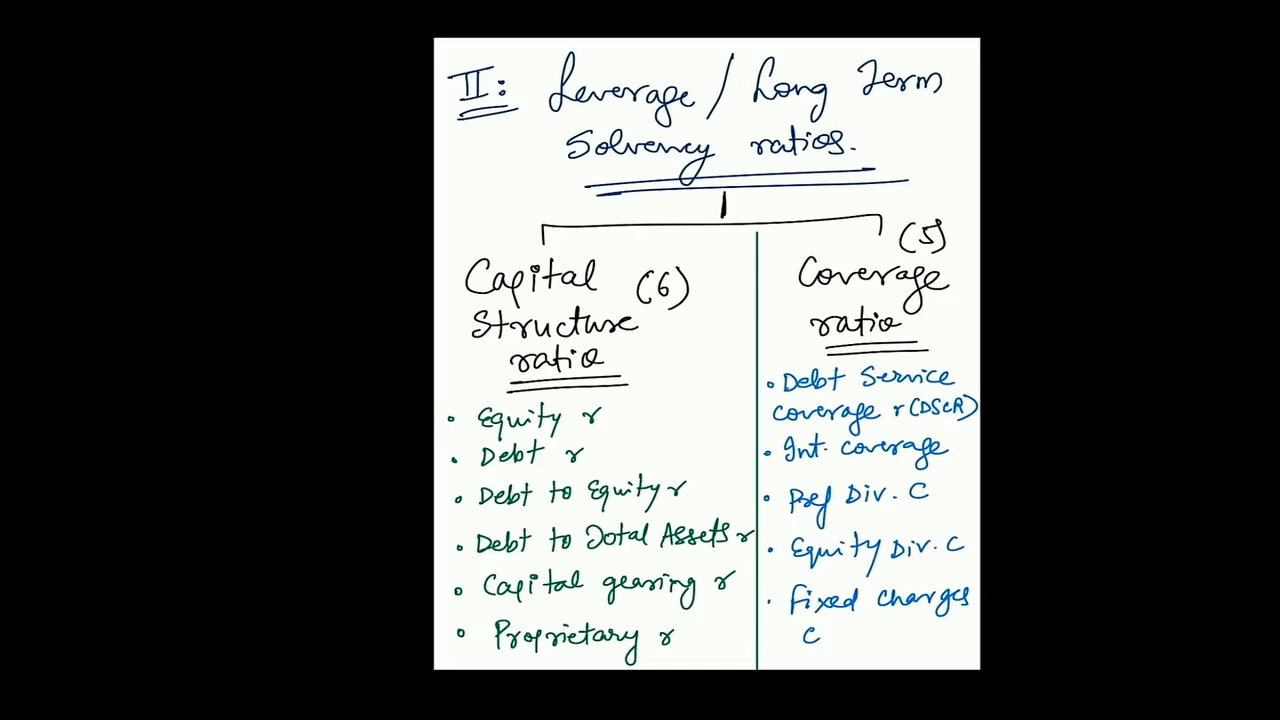 II: Leverage / Long Term
Solvency ratios.
Capital (6)
Structure
ratio
• Equity r
• Debt r
• Debt to Equity r
• Debt to Total Assets r
• Capital gearing r
• Proprietary r
(5)
Coverage
ratio
• Debt Service
coverage r (DSCR)
• Int. coverage
• Pref Div. C
• Equity Div. C
• Fixed charges
C